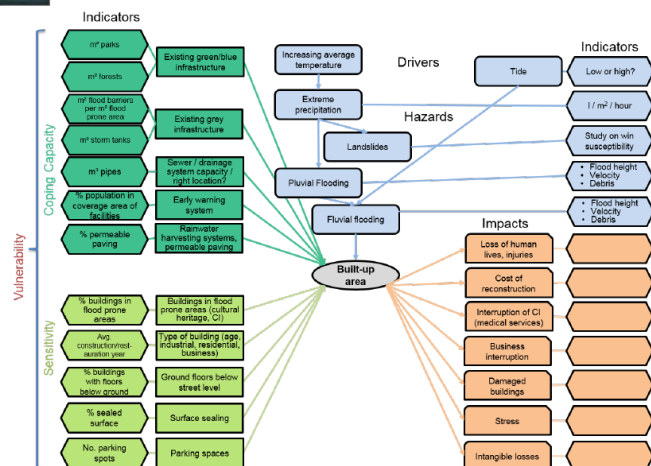 Indicators
m² parks
m² forests
m² flood barriers
per m² flood
prone area
m² storm tanks
m³ pipes
% population in
coverage area of
facilities
% permeable
paving
Existing green/blue
infrastructure
Existing grey
infrastructure
Sewer / drainage
system capacity /
right location?
Early warning
system
Rainwater
harvesting systems,
permeable paving
Coping Capacity
Vulnerability
Sensitivity
% buildings in
flood prone
areas
Avg.
construction/rest-
auration year
% buildings
with floors
below ground
% sealed
surface
No. parking
spots
Buildings in flood
prone areas (cultural
heritage, CI)
Type of building (age,
industrial, residential,
business)
Ground floors below
street level
Surface sealing
Parking spaces
Increasing average
temperature
Drivers
Extreme
precipitation
Hazards
Landslides
Pluvial Flooding
Fluvial flooding
Built-up
area
Tide
Indicators
Low or high?
l / m² / hour
Study on win
susceptibility
• Flood height
• Velocity
• Debris
• Flood height
• Velocity
• Debris
Impacts
Loss of human
lives, injuries
Cost of
reconstruction
Interruption of CI
(medical services)
Business
interruption
Damaged
buildings
Stress
Intangible losses